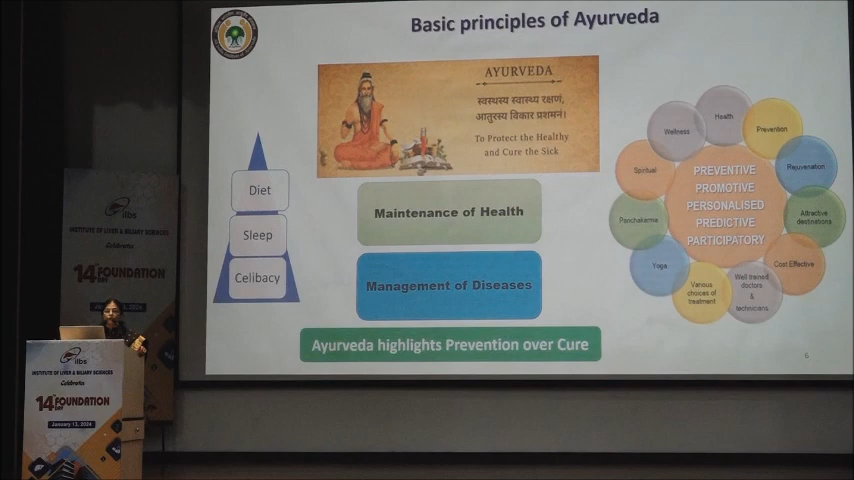 Basic principles of Ayurveda
AYURVEDA
स्वस्थस्य स्वास्थ्य रक्षणं,
आतुरस्य विकार प्रशमनं।
To Protect the Healthy
and Cure the Sick
Diet
Sleep
Celibacy
Maintenance of Health
Management of Diseases
Ayurveda highlights Prevention over Cure
Health
Prevention
Rejuvenation
Attractive
destinations
Cost Effective
Well trained
doctors
&
technicians
Various
choices of
treatment
Yoga
Panchakarma
Spiritual
Wellness
PREVENTIVE
PROMOTIVE
PERSONALISED
PREDICTIVE
PARTICIPATORY
6
ilbs
INSTITUTE OF LIVER & BILIARY SCIENCES
Celebrates
14 FOUNDATION
ilbs
INSTITUTE OF LIVER & BILIARY SCIENCES
Celebrates
14 FOUNDATION
DAY
January 13, 2024